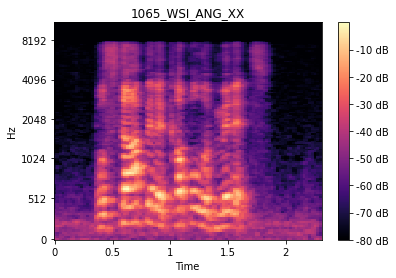 1065_WSI_ANG_XX
8192
4096
2048
1024
512
0
Hz
0
0.5
1
1.5
2
Time
-10 dB
-20 dB
-30 dB
-40 dB
-50 dB
-60 dB
-70 dB
-80 dB